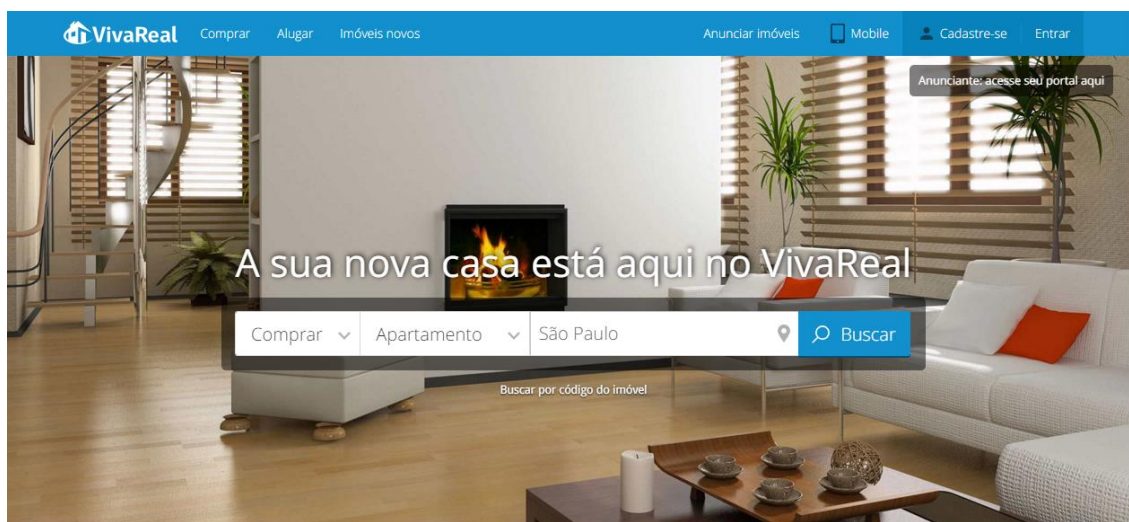 VivaReal Comprar Alugar Imóveis novos Anunciar imóveis Mobile Cadastre-se Entrar
Anunciante: acesse seu portal aqui
A sua nova casa está aqui no VivaReal
Comprar Apartamento São Paulo Buscar
Buscar por código do imóvel